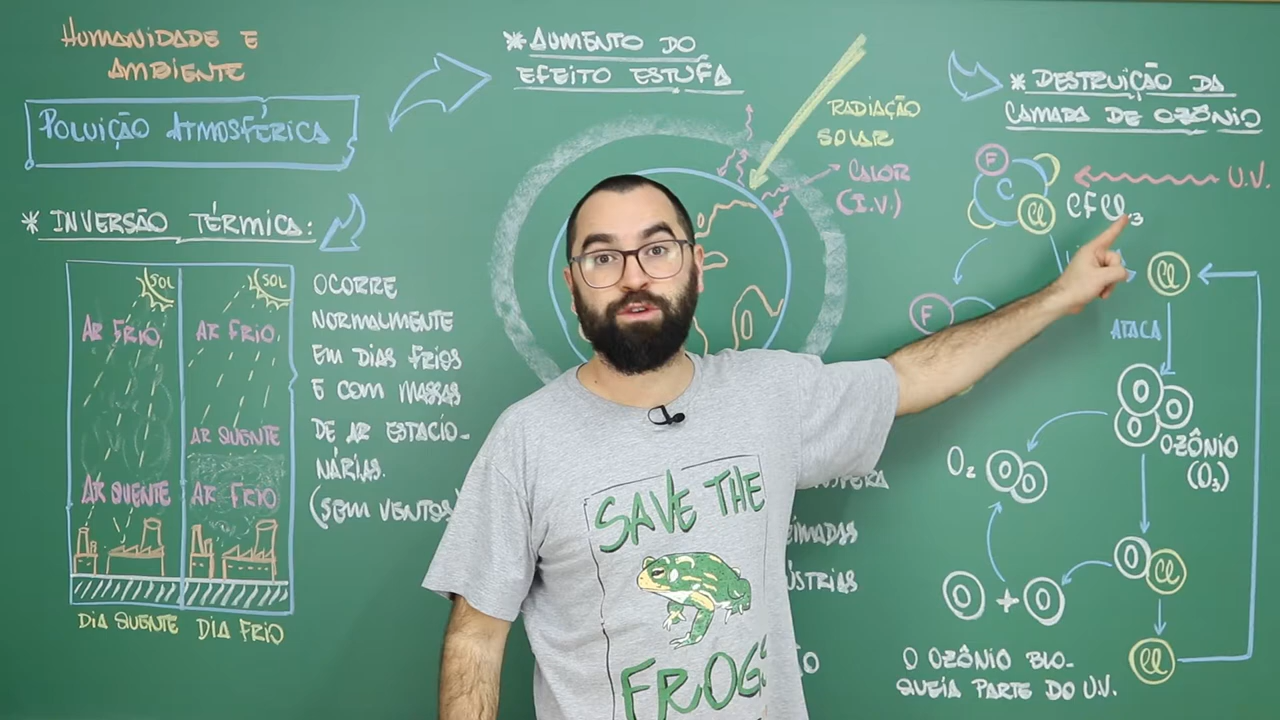 HUMANIDADE E
AMBIENTE
POLUIÇÃO ATMOSFÉRICA
* INVERSÃO TÉRMICA:
SOL
SOL
AR FRIO
AR FRIO
AR QUENTE
AR QUENTE
AR FRIO
DIA QUENTE
DIA FRIO
OCORRE
NORMALMENTE
EM DIAS FRIOS
E COM MASSAS
DE AR ESTACIO-
NÁRIAS.
(SEM VENTOS)
* AUMENTO DO
EFEITO ESTUFA
RADIAÇÃO
SOLAR
CALOR
(I.V.)
* DESTRUIÇÃO DA
CAMADA DE OZÔNIO
F
C
Cl
CFCl3
U.V.
F
Cl
ATACA
O
O
O
OZÔNIO
(O3)
O2
O
Cl
O + O
Cl
O OZÔNIO BLO-
QUEIA PARTE DO U.V.
SAVE THE
FROGS